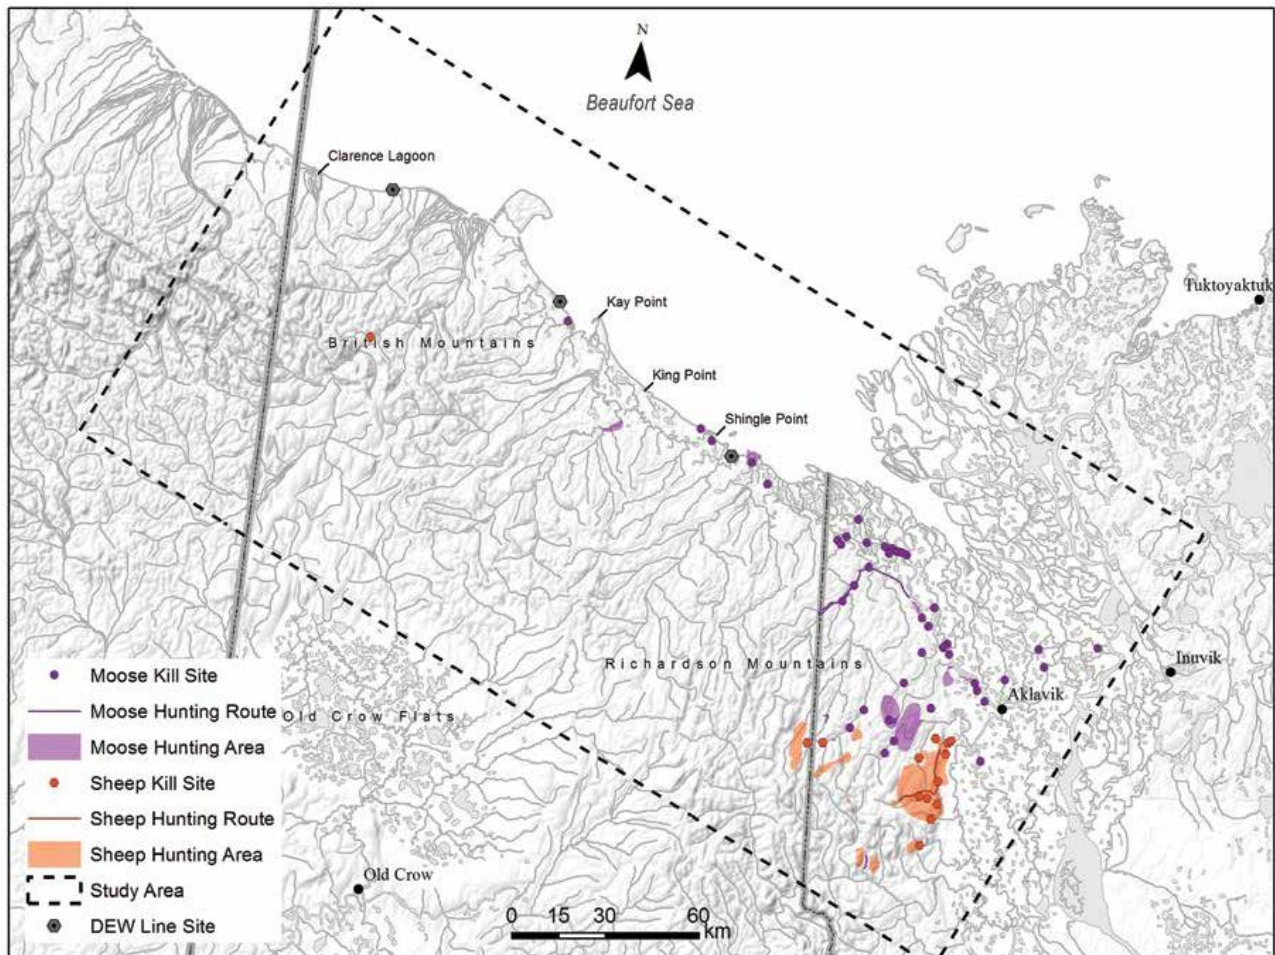 N
Beaufort Sea
Clarence Lagoon
Tuktoyaktuk
Kay Point
British Mountains
King Point
Shingle Point
Richardson Mountains
Inuvik
Aklavik
Old Crow Flats
?
Old Crow
Moose Kill Site
Moose Hunting Route
Moose Hunting Area
Sheep Kill Site
Sheep Hunting Route
Sheep Hunting Area
Study Area
DEW Line Site
0 15 30 60
km